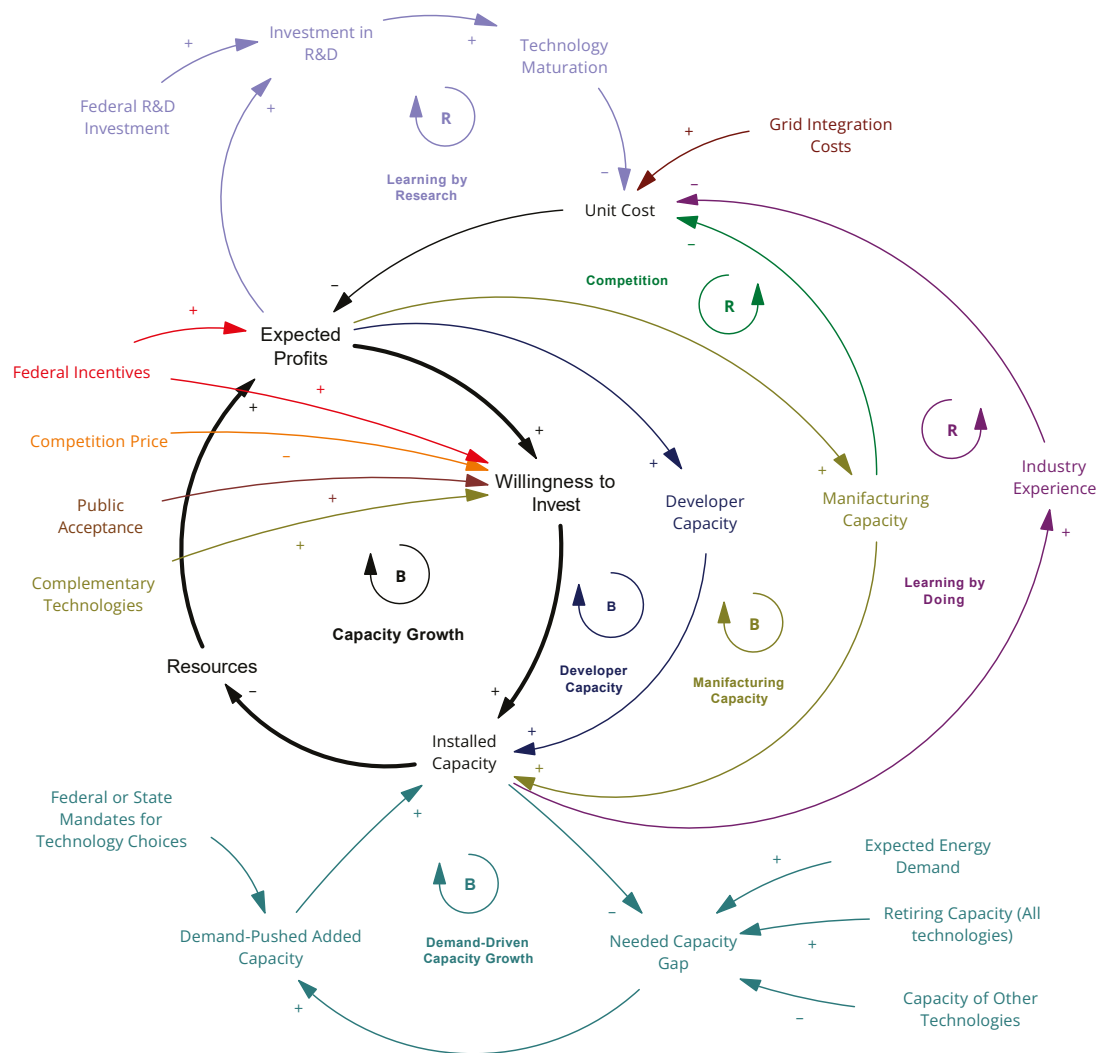 Investment in
R&D
+
+
Technology
Maturation
Federal R&D
Investment
+
R
Learning by
Research
Grid Integration
Costs
+
–
–
Unit Cost
–
Competition
R
–
+
Expected
Profits
Federal Incentives
+
+
Competition Price
–
+
Willingness to
Invest
+
Developer
Capacity
+
Manifacturing
Capacity
R
Industry
Experience
+
Public
Acceptance
+
Complementary
Technologies
+
B
Capacity Growth
B
Developer
Capacity
B
Manifacturing
Capacity
Learning by
Doing
Resources
–
+
Installed
Capacity
+
+
Federal or State
Mandates for
Technology Choices
+
B
Demand-Driven
Capacity Growth
Demand-Pushed Added
Capacity
+
–
Needed Capacity
Gap
Expected Energy
Demand
+
Retiring Capacity (All
technologies)
+
Capacity of Other
Technologies
–